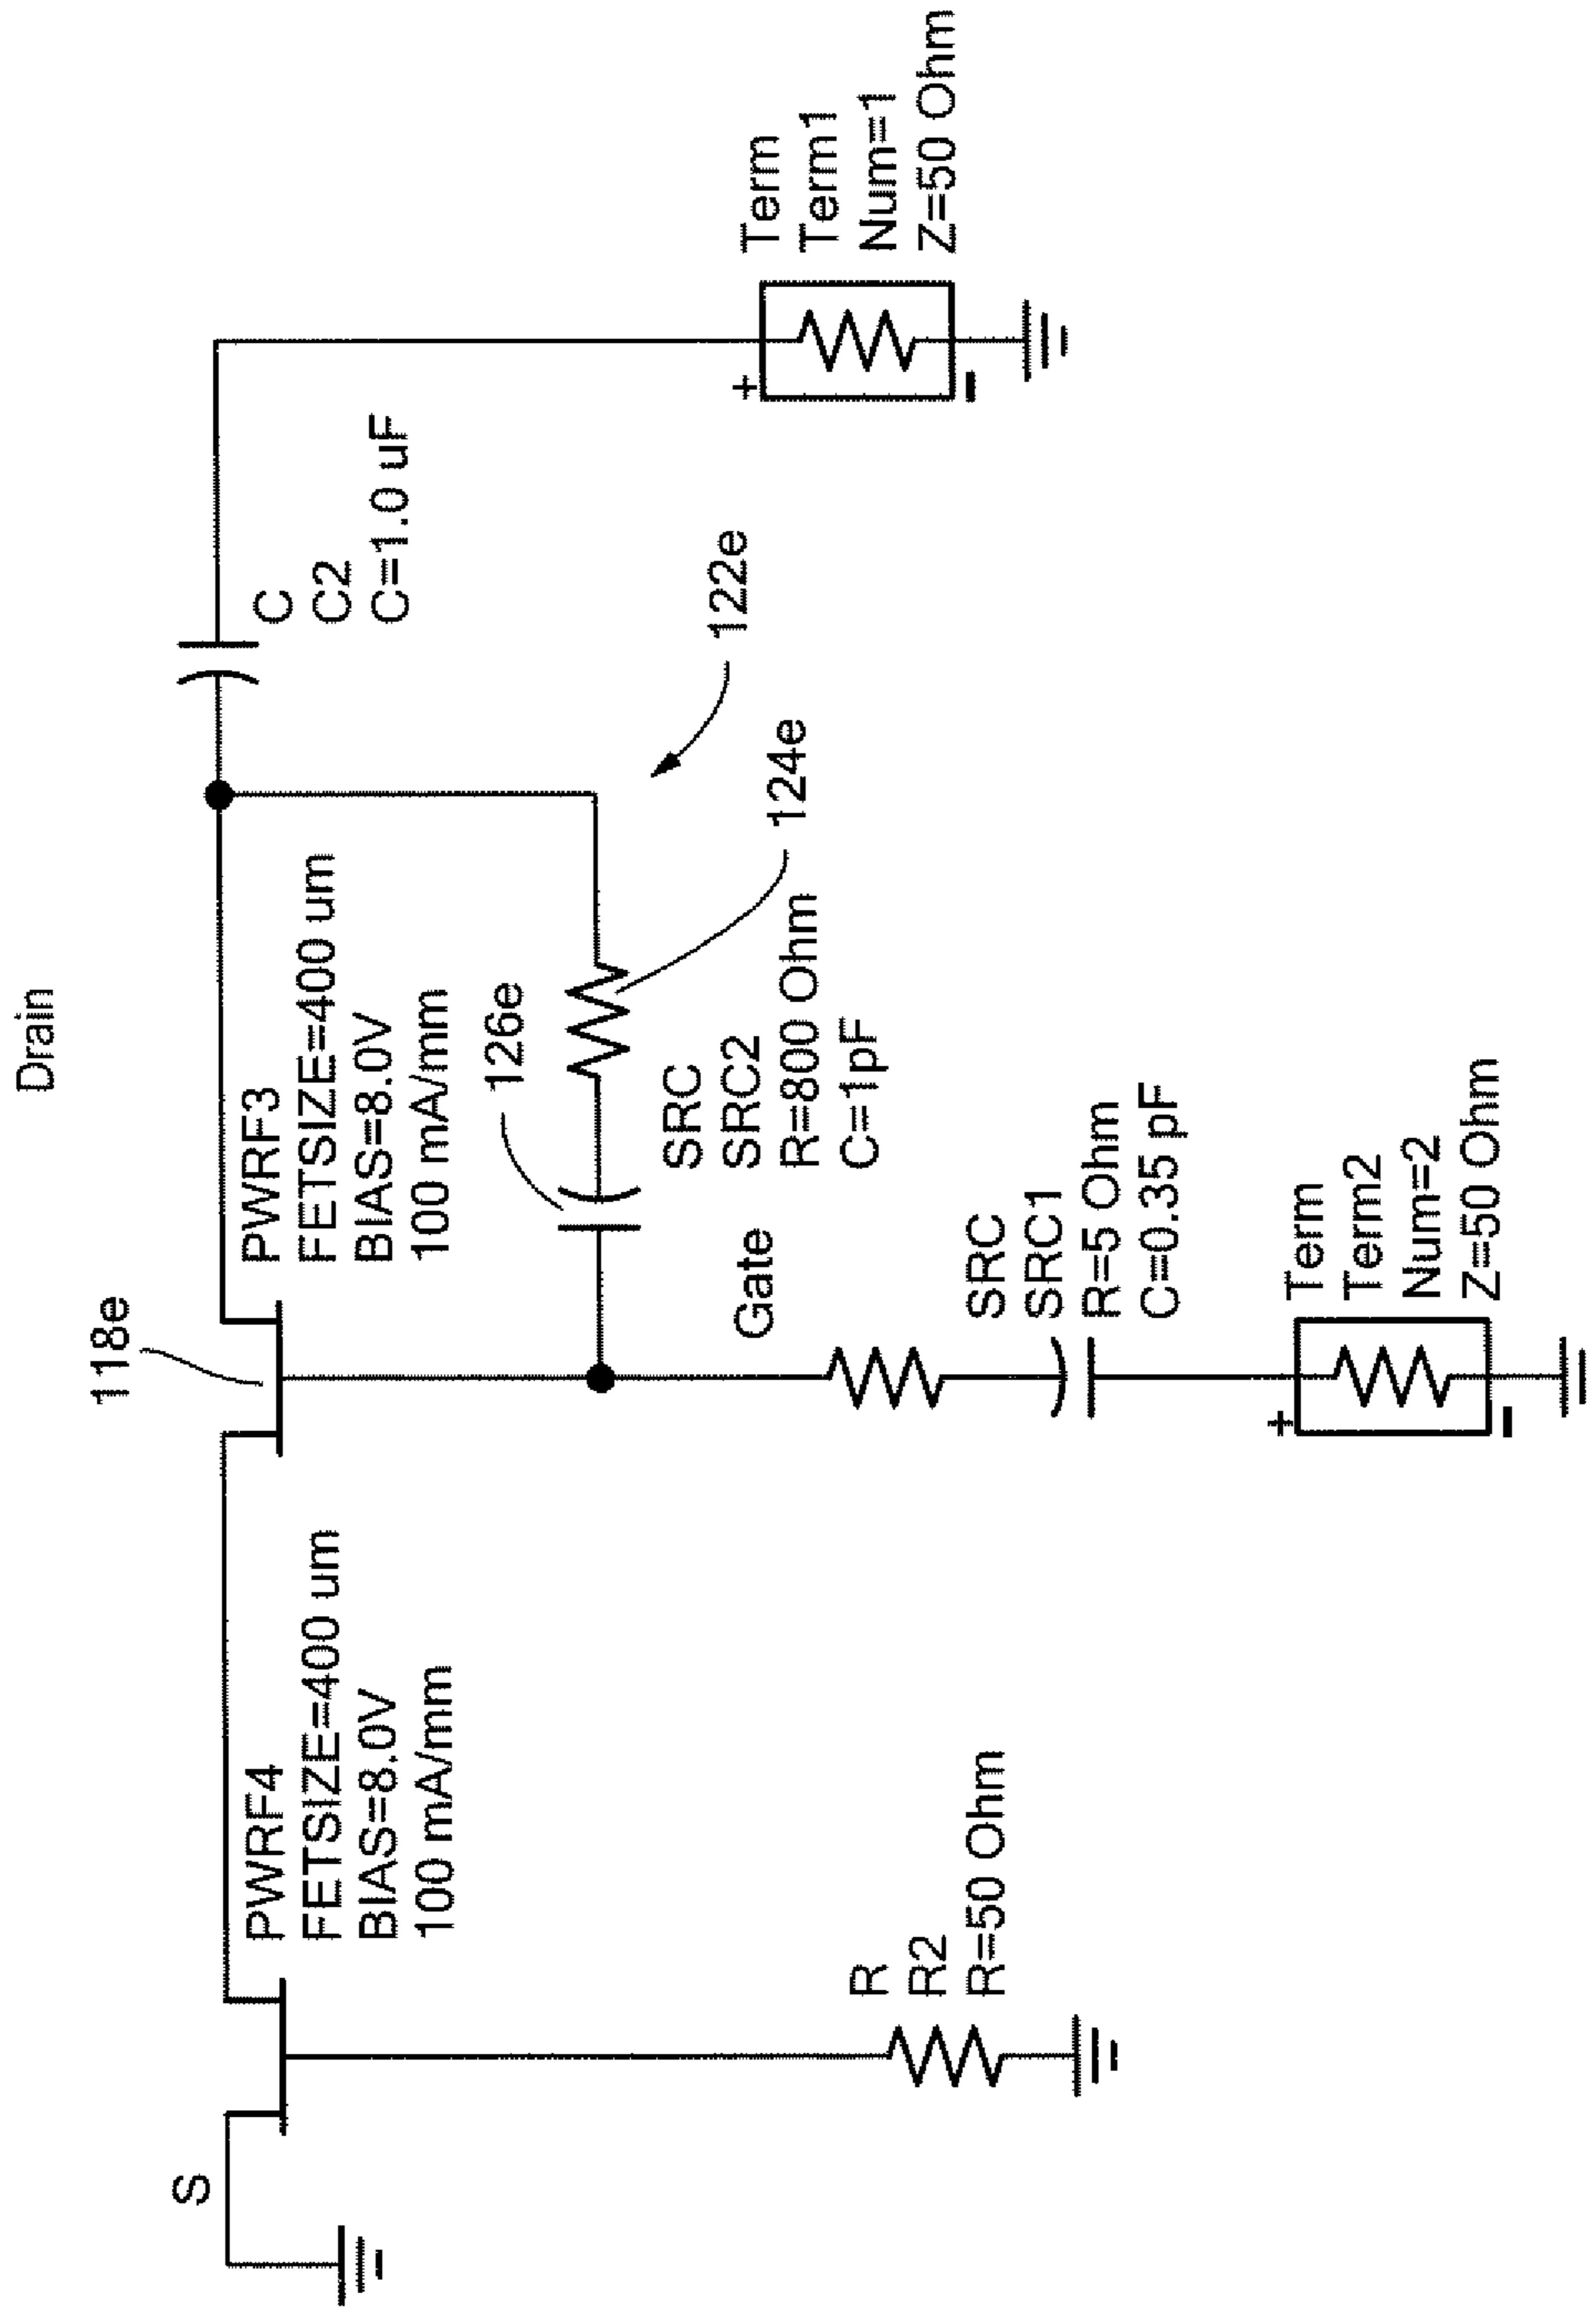 Drain
118e
PWRF3
FETSIZE=400 um
BIAS=8.0V
100 mA/mm
C
C2
C=1.0 uF
126e
SRC
SRC2
R=800 Ohm
C=1pF
124e
122e
Gate
SRC
SRC1
R=5 Ohm
C=0.35 pF
Term
Term2
Num=2
Z=50 Ohm
+
-
Term
Term1
Num=1
Z=50 Ohm
+
-
S
PWRF4
FETSIZE=400 um
BIAS=8.0V
100 mA/mm
R
R2
R=50 Ohm